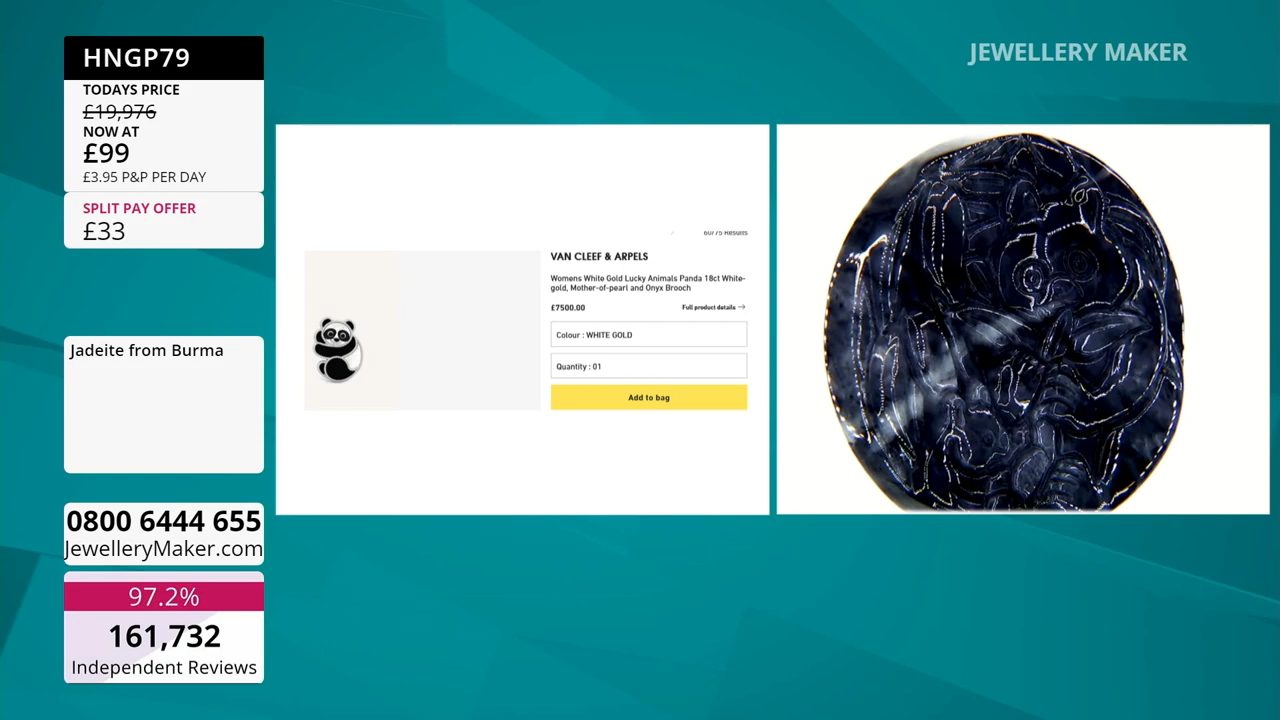 HNGP79
TODAYS PRICE
£19,976
NOW AT
£99
£3.95 P&P PER DAY
SPLIT PAY OFFER
£33
Jadeite from Burma
0800 6444 655
JewelleryMaker.com
97.2%
161,732
Independent Reviews
JEWELLERY MAKER
Results
VAN CLEEF & ARPELS
Womens White Gold Lucky Animals Panda 18ct White-
gold, Mother-of-pearl and Onyx Brooch
£7500.00
Full product details →
Colour : WHITE GOLD
Quantity : 01
Add to bag